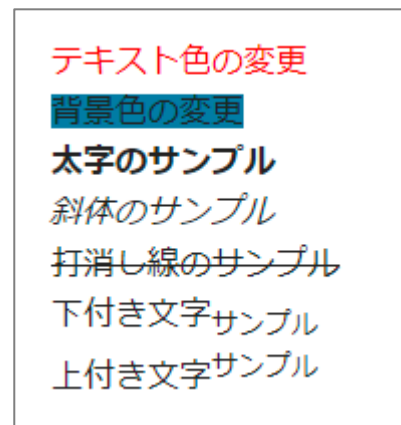 テキスト色の変更
背景色の変更
太字のサンプル
斜体のサンプル
打消し線のサンプル
下付き文字サンプル
上付き文字サンプル